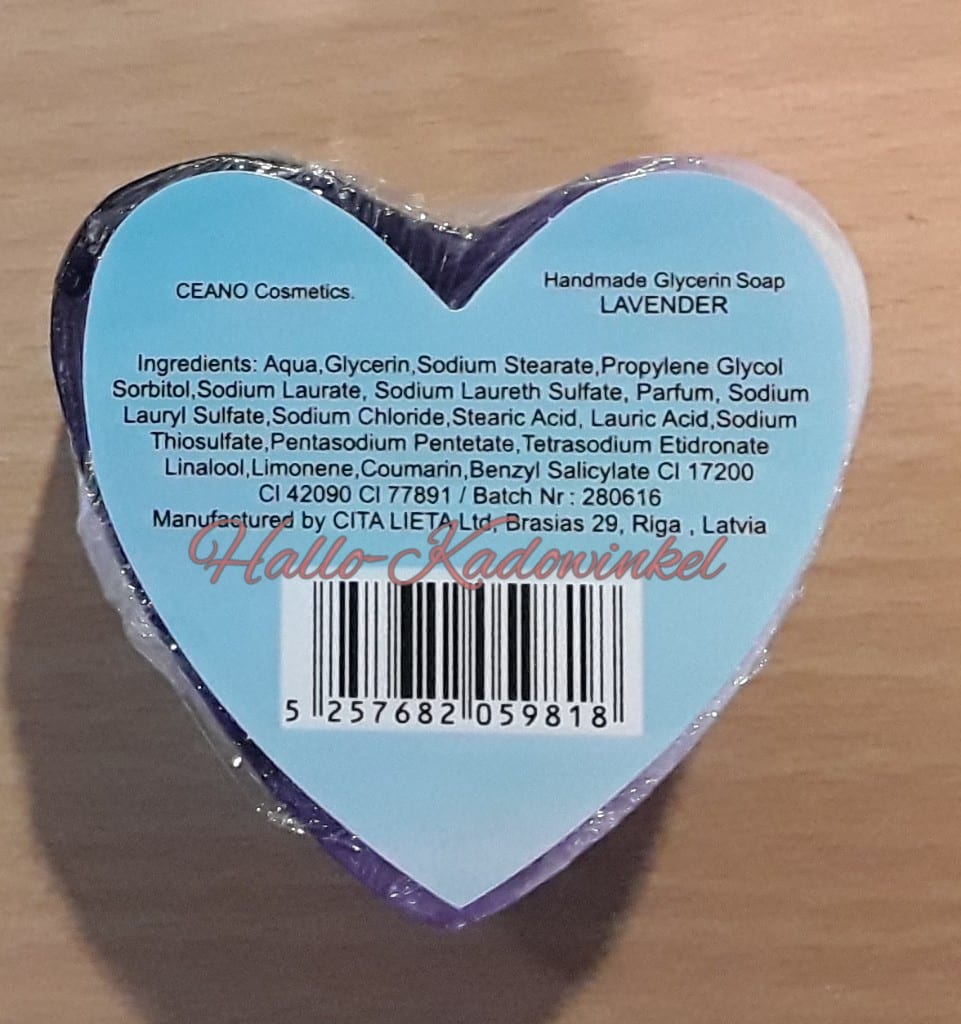 CEANO Cosmetics.
Handmade Glycerin Soap
LAVENDER
Ingredients: Aqua,Glycerin,Sodium Stearate,Propylene Glycol
Sorbitol,Sodium Laurate, Sodium Laureth Sulfate, Parfum, Sodium
Lauryl Sulfate,Sodium Chloride,Stearic Acid, Lauric Acid,Sodium
Thiosulfate,Pentasodium Pentetate,Tetrasodium Etidronate
Linalool,Limonene,Coumarin,Benzyl Salicylate CI 17200
CI 42090 CI 77891 / Batch Nr : 280616
Manufactured by CITA LIETA Ltd, Brasias 29, Riga , Latvia
Hallo-Kadowinkel
5 257682 059818